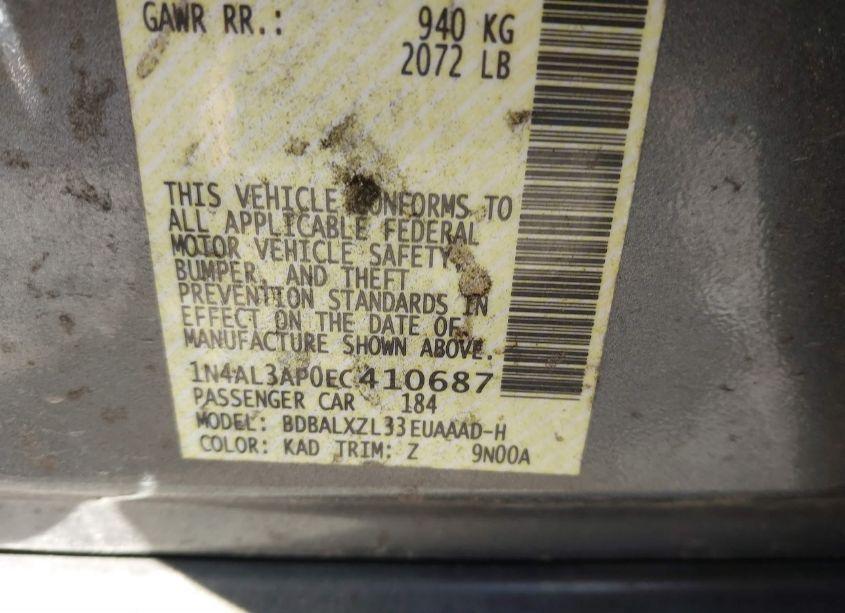 GAWR RR.: 940 KG
2072 LB
THIS VEHICLE CONFORMS TO
ALL APPLICABLE FEDERAL
MOTOR VEHICLE SAFETY,
BUMPER, AND THEFT
PREVENTION STANDARDS IN
EFFECT ON THE DATE OF
MANUFACTURE SHOWN ABOVE.
1N4AL3AP0EC410687
PASSENGER CAR 184
MODEL: BDBALXZL33EUAAAD-H
COLOR: KAD TRIM: Z 9N00A